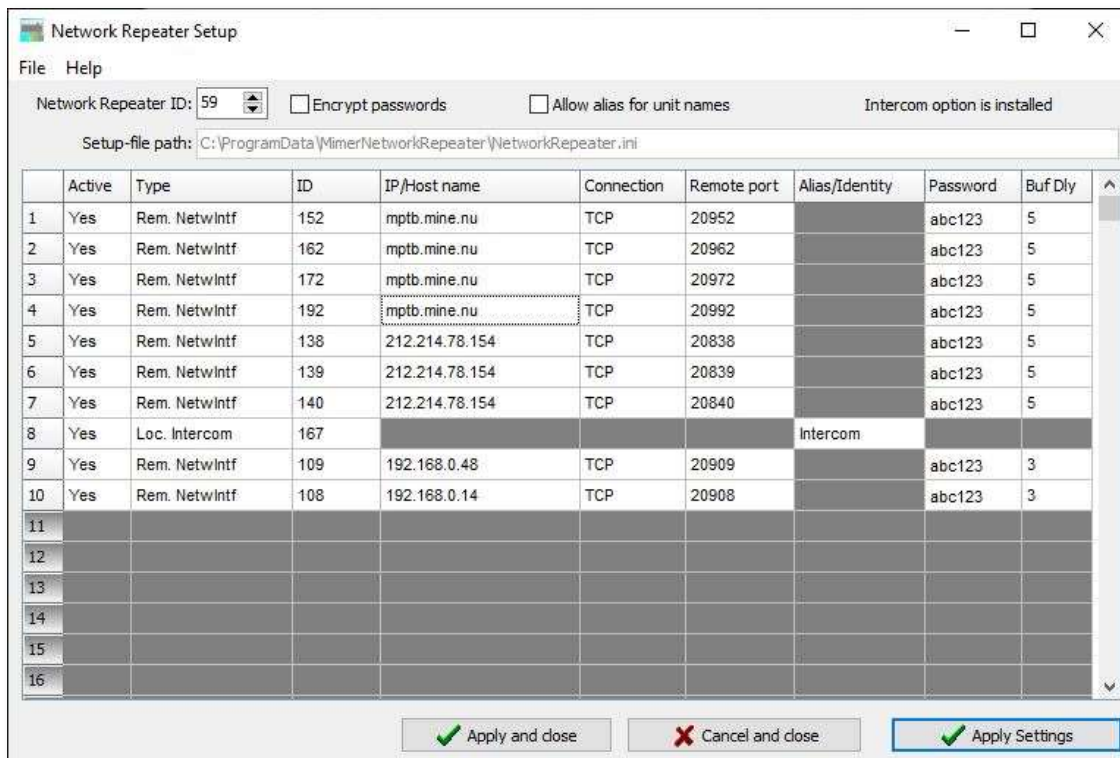 Network Repeater Setup
File Help
Network Repeater ID: 59 Encrypt passwords Allow alias for unit names Intercom option is installed
Setup-file path: C:\ProgramData\MimerNetworkRepeater\NetworkRepeater.ini
Active Type ID IP/Host name Connection Remote port Alias/Identity Password Buf Dly
1 Yes Rem. NetwIntf 152 mptb.mine.nu TCP 20952 abc123 5
2 Yes Rem. NetwIntf 162 mptb.mine.nu TCP 20962 abc123 5
3 Yes Rem. NetwIntf 172 mptb.mine.nu TCP 20972 abc123 5
4 Yes Rem. NetwIntf 192 mptb.mine.nu TCP 20992 abc123 5
5 Yes Rem. NetwIntf 138 212.214.78.154 TCP 20838 abc123 5
6 Yes Rem. NetwIntf 139 212.214.78.154 TCP 20839 abc123 5
7 Yes Rem. NetwIntf 140 212.214.78.154 TCP 20840 abc123 5
8 Yes Loc. Intercom 167 Intercom
9 Yes Rem. NetwIntf 109 192.168.0.48 TCP 20909 abc123 3
10 Yes Rem. NetwIntf 108 192.168.0.14 TCP 20908 abc123 3
11
12
13
14
15
16
Apply and close Cancel and close Apply Settings